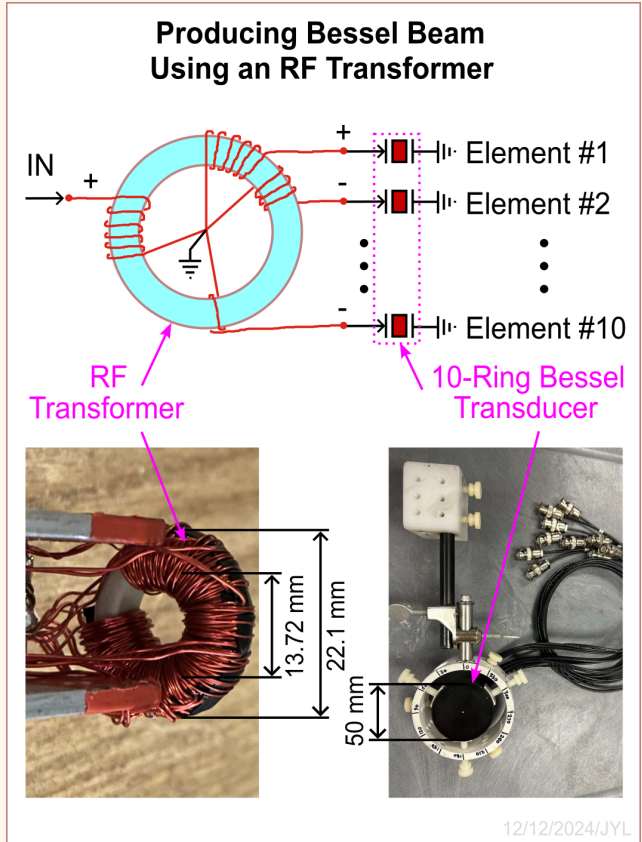 Producing Bessel Beam
Using an RF Transformer
IN
+
+
Element #1
-
Element #2
-
Element #10
RF
Transformer
10-Ring Bessel
Transducer
13.72 mm
22.1 mm
50 mm
12/12/2024/JYL